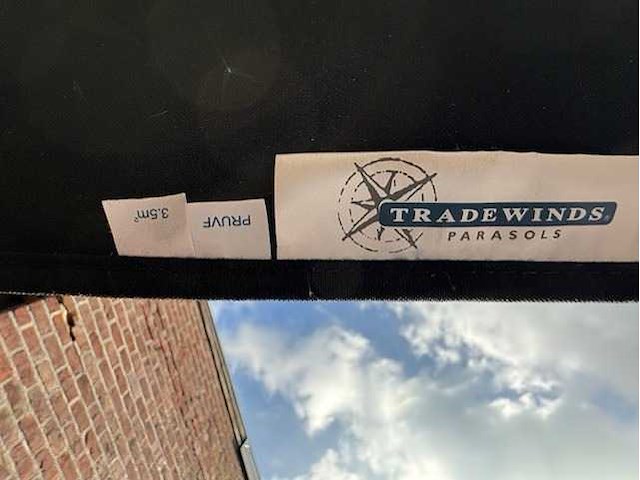 3.5m²
PRUVF
TRADEWINDS®
PARASOLS